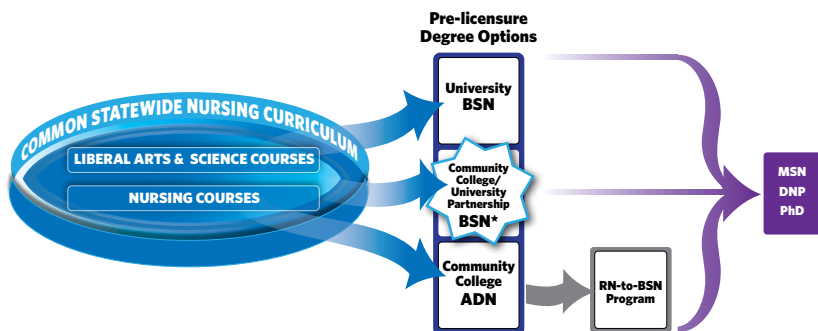 Pre-licensure
Degree Options
COMMON STATEWIDE NURSING CURRICULUM
LIBERAL ARTS & SCIENCE COURSES
NURSING COURSES
University
BSN
Community
College/
University
Partnership
BSN*
Community
College
ADN
RN-to-BSN
Program
MSN
DNP
PhD